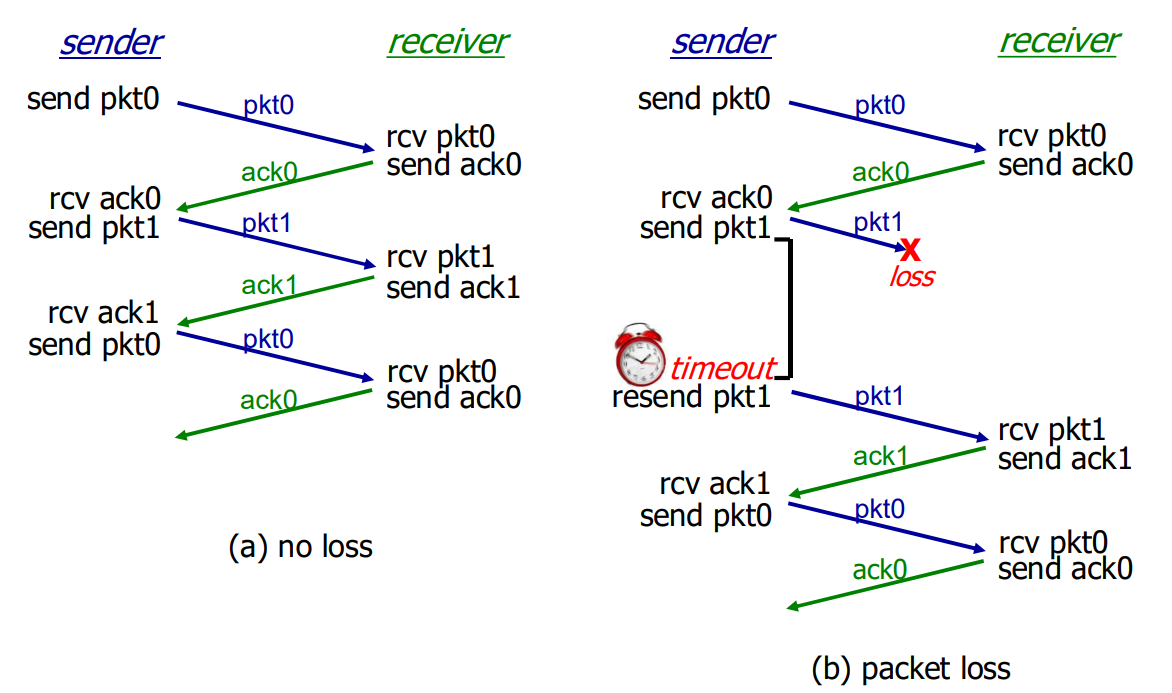 sender
receiver
send pkt0
pkt0
rcv pkt0
send ack0
ack0
rcv ack0
send pkt1
pkt1
rcv pkt1
send ack1
ack1
rcv ack1
send pkt0
pkt0
rcv pkt0
send ack0
ack0
(a) no loss
sender
receiver
send pkt0
pkt0
rcv pkt0
send ack0
ack0
rcv ack0
send pkt1
pkt1
X
loss
timeout
resend pkt1
pkt1
rcv pkt1
send ack1
ack1
rcv ack1
send pkt0
pkt0
rcv pkt0
send ack0
ack0
(b) packet loss